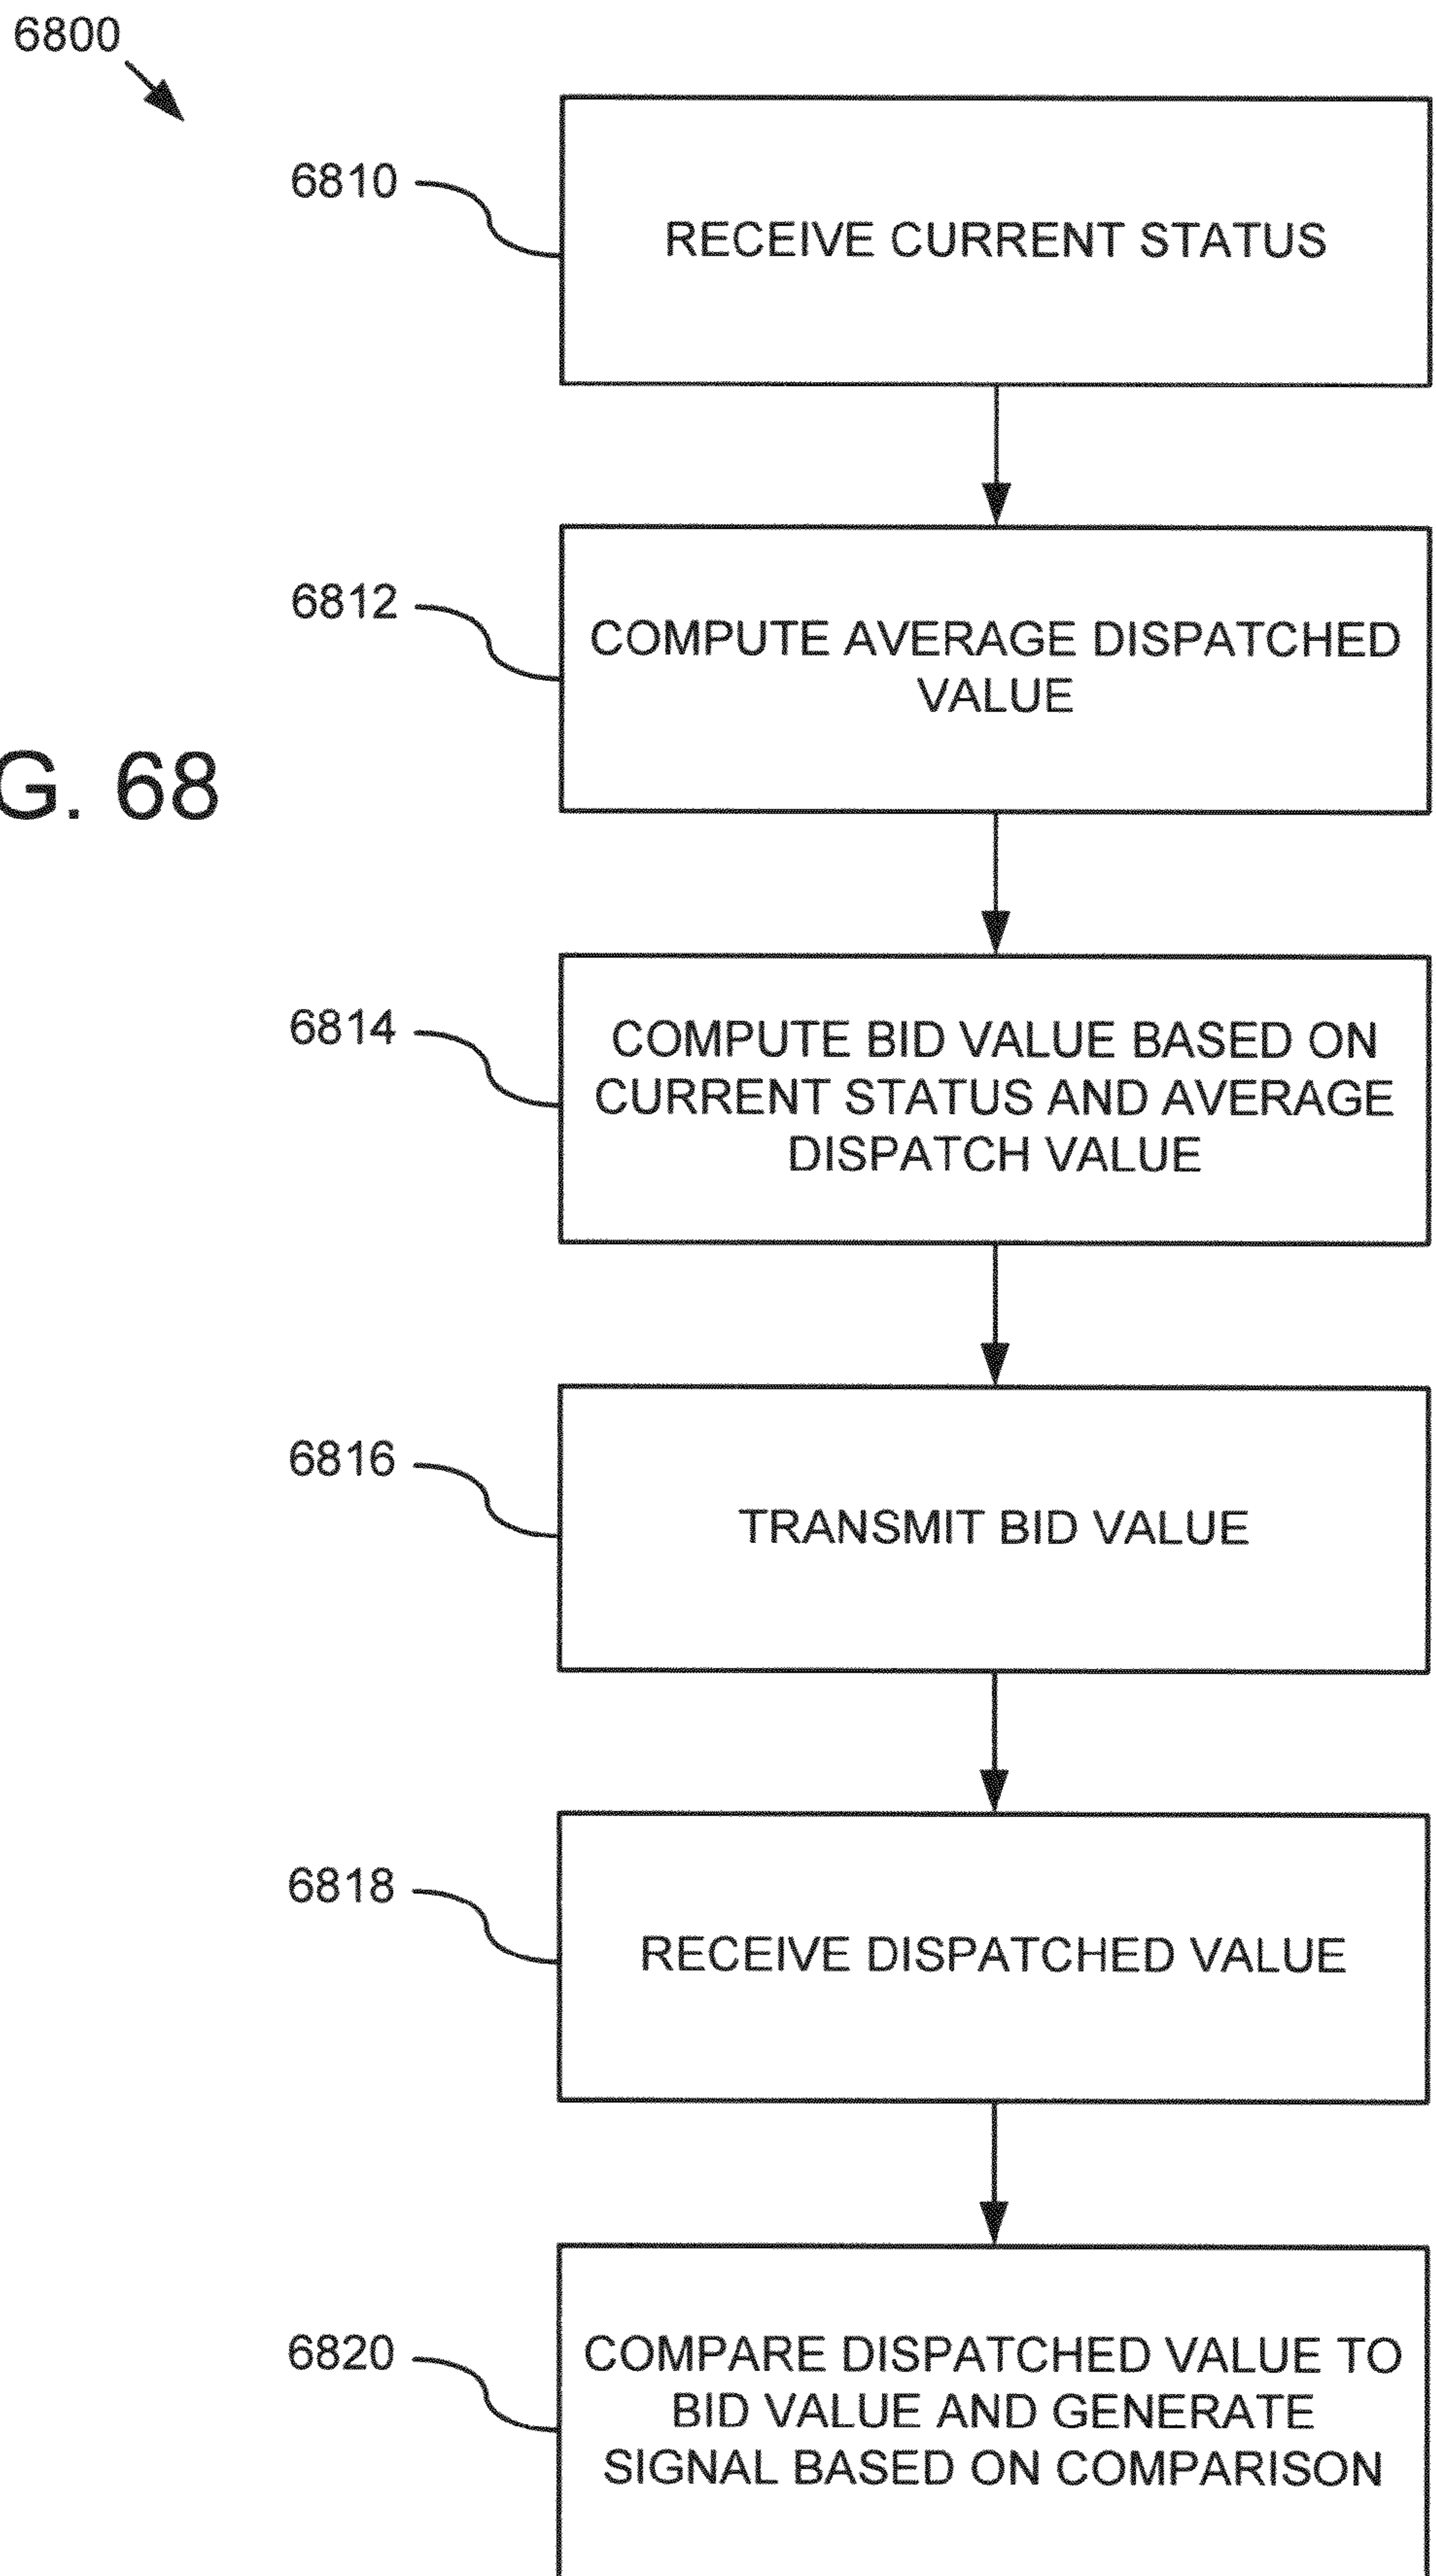 6800
6810
RECEIVE CURRENT STATUS
6812
COMPUTE AVERAGE DISPATCHED
VALUE
G. 68
6814
COMPUTE BID VALUE BASED ON
CURRENT STATUS AND AVERAGE
DISPATCH VALUE
6816
TRANSMIT BID VALUE
6818
RECEIVE DISPATCHED VALUE
6820
COMPARE DISPATCHED VALUE TO
BID VALUE AND GENERATE
SIGNAL BASED ON COMPARISON